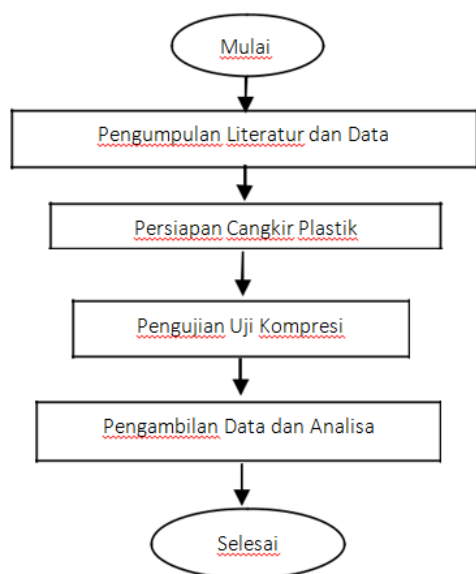 Mulai
Pengumpulan Literatur dan Data
Persiapan Cangkir Plastik
Pengujian Uji Kompresi
Pengambilan Data dan Analisa
Selesai